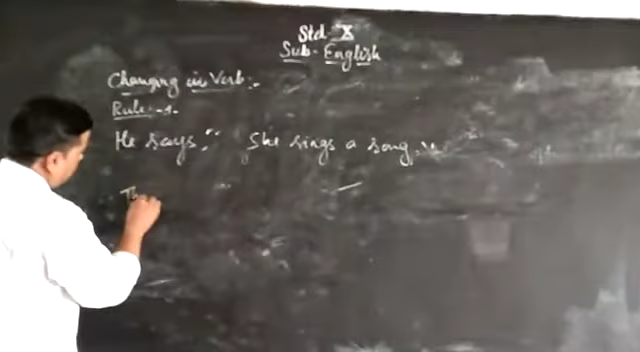 Std - X
Sub - English
Changing in Verb:-
Rule:-1.
He says, " She sings a song."
T